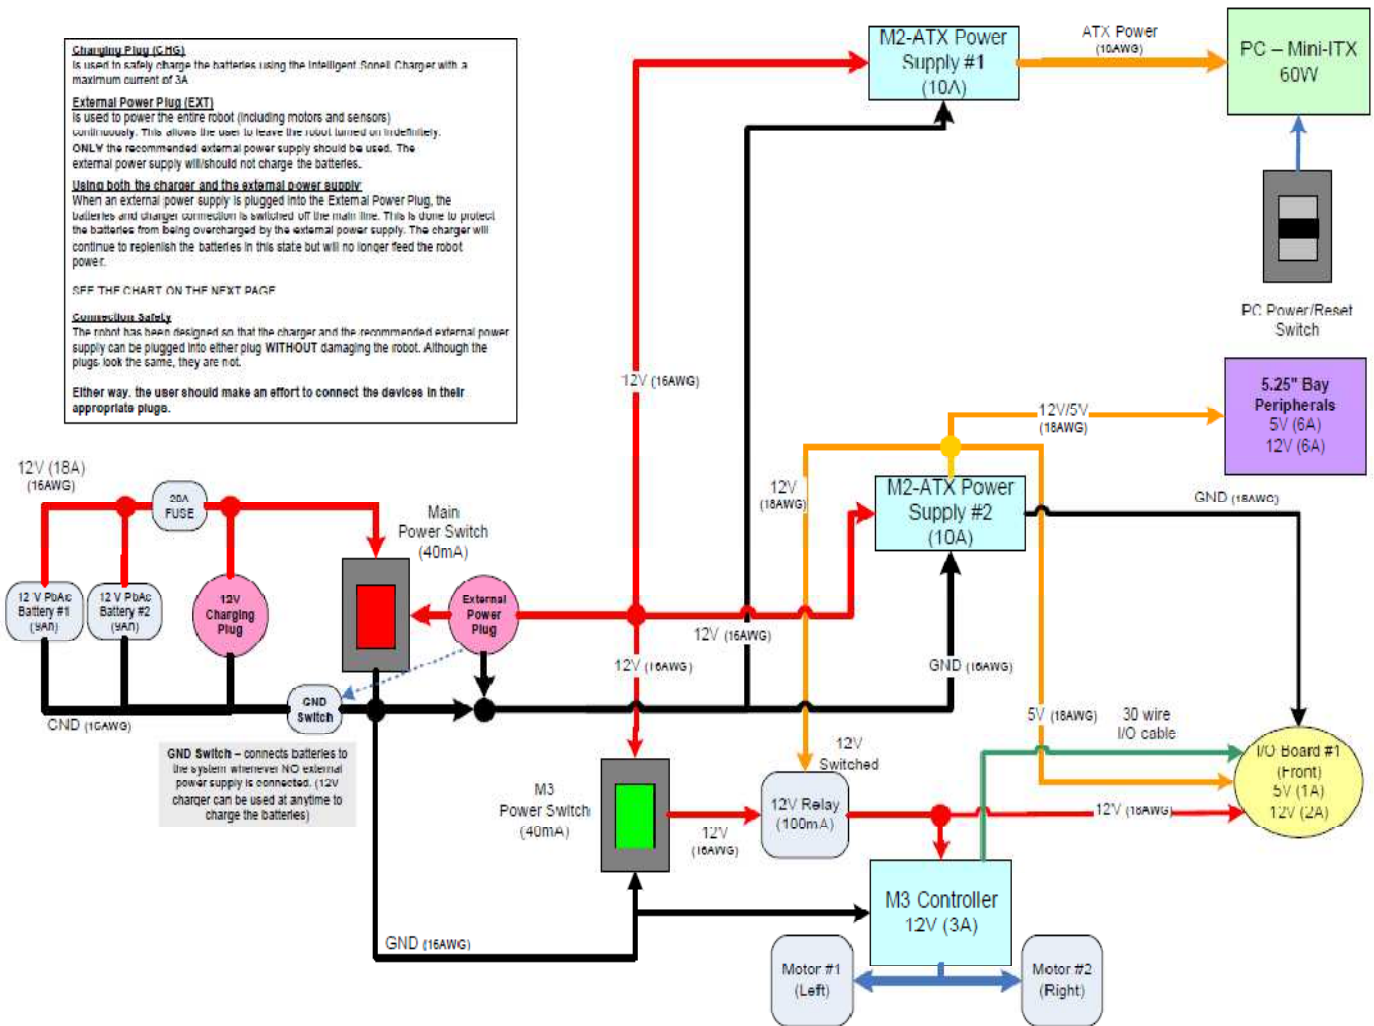 Charging Plug (CHG)
is used to safely charge the batteries using the Intelligent Soneil Charger with a
maximum current of 3A
External Power Plug (EXT)
is used to power the entire robot (including motors and sensors)
continuously. This allows the user to leave the robot turned on indefinitely.
ONLY the recommended external power supply should be used. The
external power supply will/should not charge the batteries.
Using both the charger and the external power supply
When an external power supply is plugged into the External Power Plug, the
batteries and charger connection is switched off the main line. This is done to protect
the batteries from being overcharged by the external power supply. The charger will
continue to replenish the batteries in this state but will no longer feed the robot
power.
SEE THE CHART ON THE NEXT PAGE
Connection Safety
The robot has been designed so that the charger and the recommended external power
supply can be plugged into either plug WITHOUT damaging the robot. Although the
plugs look the same, they are not.
Either way, the user should make an effort to connect the devices in their
appropriate plugs.
M2-ATX Power
Supply #1
(10A)
ATX Power
(16AWG)
PC – Mini-ITX
60W
PC Power/Reset
Switch
12V (16AWG)
12V/5V
(18AWG)
5.25" Bay
Peripherals
5V (6A)
12V (6A)
12V (18A)
(16AWG)
20A
FUSE
Main
Power Switch
(40mA)
12V
(18AWG)
M2-ATX Power
Supply #2
(10A)
GND (18AWG)
12 V PbAc
Battery #1
(9Ah)
12 V PbAc
Battery #2
(9Ah)
12V
Charging
Plug
External
Power
Plug
12V (16AWG)
12V (16AWG)
GND (16AWG)
GND
Switch
GND (16AWG)
5V (18AWG)
30 wire
I/O cable
GND Switch – connects batteries to
the system whenever NO external
power supply is connected. (12V
charger can be used at anytime to
charge the batteries)
12V
Switched
I/O Board #1
(Front)
5V (1A)
12V (2A)
M3
Power Switch
(40mA)
12V
(16AWG)
12V Relay
(100mA)
12V (18AWG)
M3 Controller
12V (3A)
GND (16AWG)
Motor #1
(Left)
Motor #2
(Right)